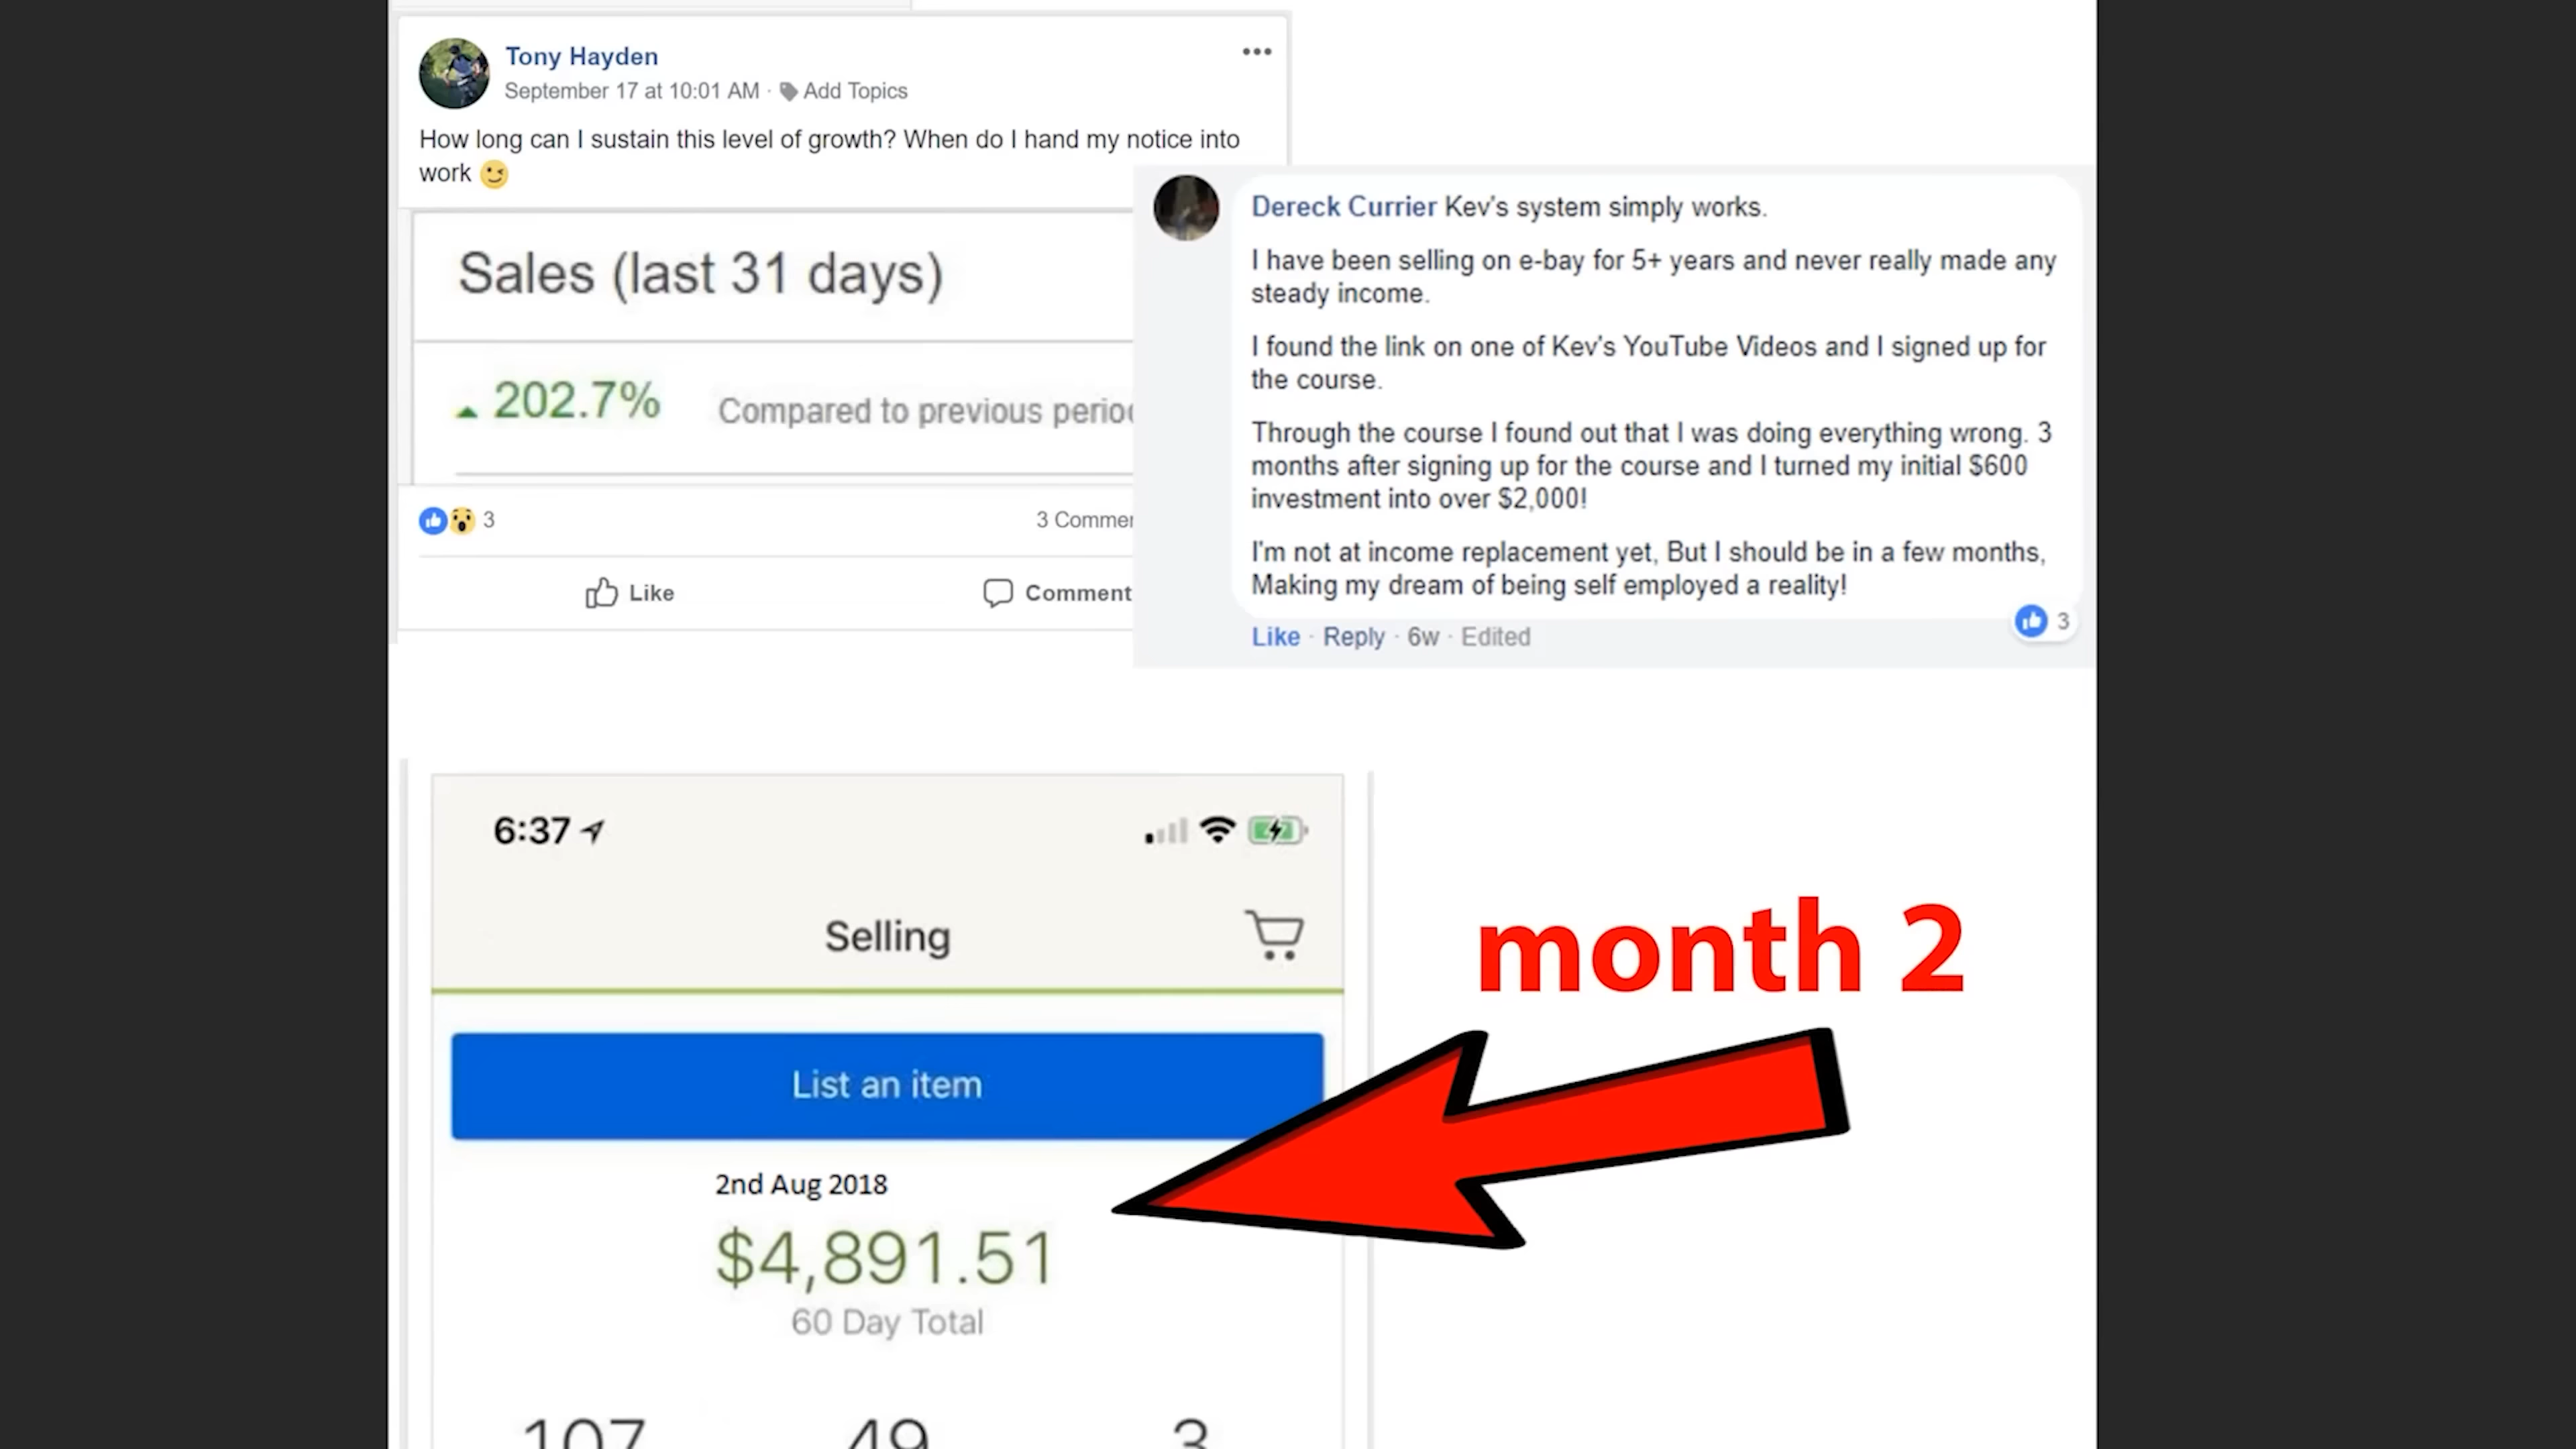 Tony Hayden
September 17 at 10:01 AM · Add Topics
How long can I sustain this level of growth? When do I hand my notice into
work
Sales (last 31 days)
202.7% Compared to previous
3
3
Like
Comment
Dereck Currier Kev's system simply works.
I have been selling on e-bay for 5+ years and never really made any
steady income.
I found the link on one of Kev's YouTube Videos and I signed up for
the course.
Through the course I found out that I was doing everything wrong. 3
months after signing up for the course and I turned my initial $600
investment into over $2,000!
I'm not at income replacement yet, But I should be in a few months,
Making my dream of being self employed a reality!
3
Like · Reply · 6w · Edited
6:37
Selling
month 2
List an item
2nd Aug 2018
$4,891.51
60 Day Total
107 49 3